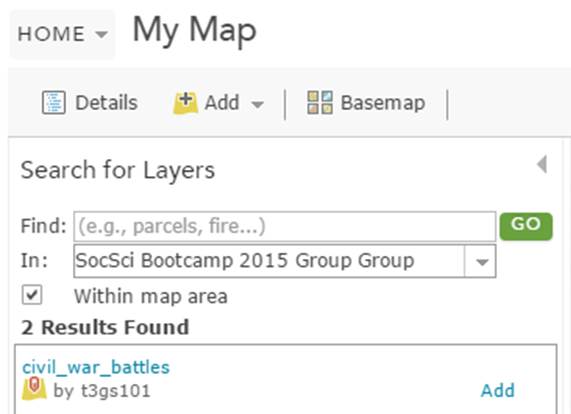 HOME My Map
Details Add Basemap
Search for Layers
Find: (e.g., parcels, fire...) GO
In: SocSci Bootcamp 2015 Group Group
Within map area
2 Results Found
civil_war_battles
by t3gs101 Add